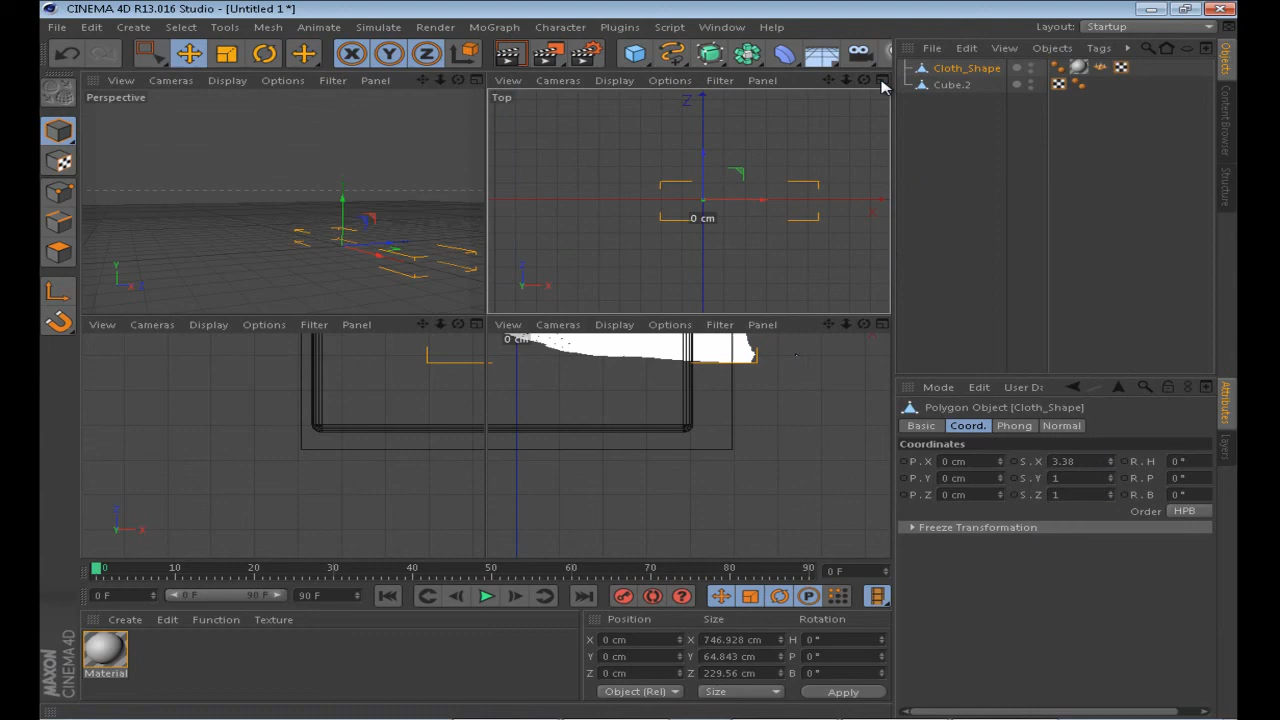 CINEMA 4D R13.016 Studio - [Untitled 1 *]
File Edit Create Select Tools Mesh Animate Simulate Render MoGraph Character Plugins Script Window Help
Layout: Startup
X Y Z
File Edit View Objects Tags
View Cameras Display Options Filter Panel
View Cameras Display Options Filter Panel
Cloth_Shape
Cube.2
Perspective
Top
Z
X
0 cm
Y
X Z
Z
Y X
View Cameras Display Options Filter Panel
View Cameras Display Options Filter Panel
0 cm
Z
Y X
Objects
Content Browser
Structure
Attributes
Layers
Mode Edit User D:
Polygon Object [Cloth_Shape]
Basic Coord. Phong Normal
Coordinates
P . X 0 cm S . X 3.38 R . H 0 °
P . Y 0 cm S . Y 1 R . P 0 °
P . Z 0 cm S . Z 1 R . B 0 °
Order HPB
Freeze Transformation
0 10 20 30 40 50 60 70 80 90 0 F
0 F 0 F 90 F 90 F
P
Create Edit Function Texture
Material
Position Size Rotation
X 0 cm X 746.928 cm H 0 °
Y 0 cm Y 64.843 cm P 0 °
Z 0 cm Z 229.56 cm B 0 °
Object (Rel) Size Apply
MAXON
CINEMA 4D